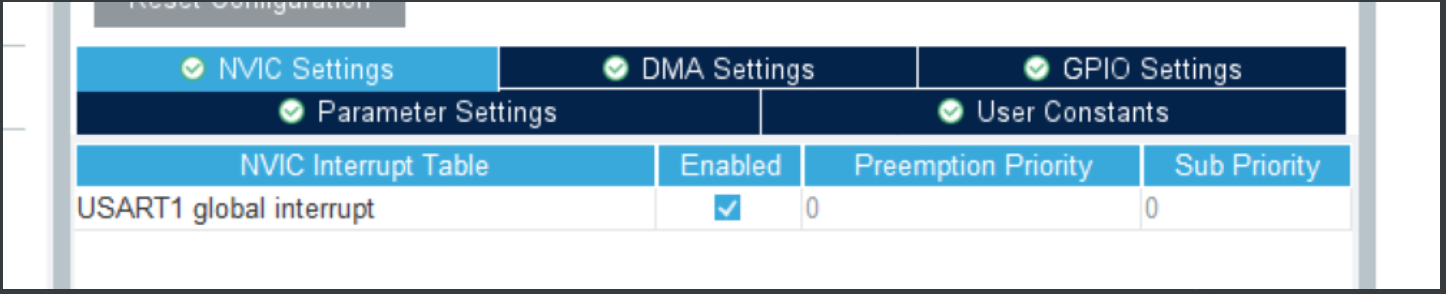 Reset Configuration
NVIC Settings DMA Settings GPIO Settings
Parameter Settings User Constants
NVIC Interrupt Table Enabled Preemption Priority Sub Priority
USART1 global interrupt 0 0